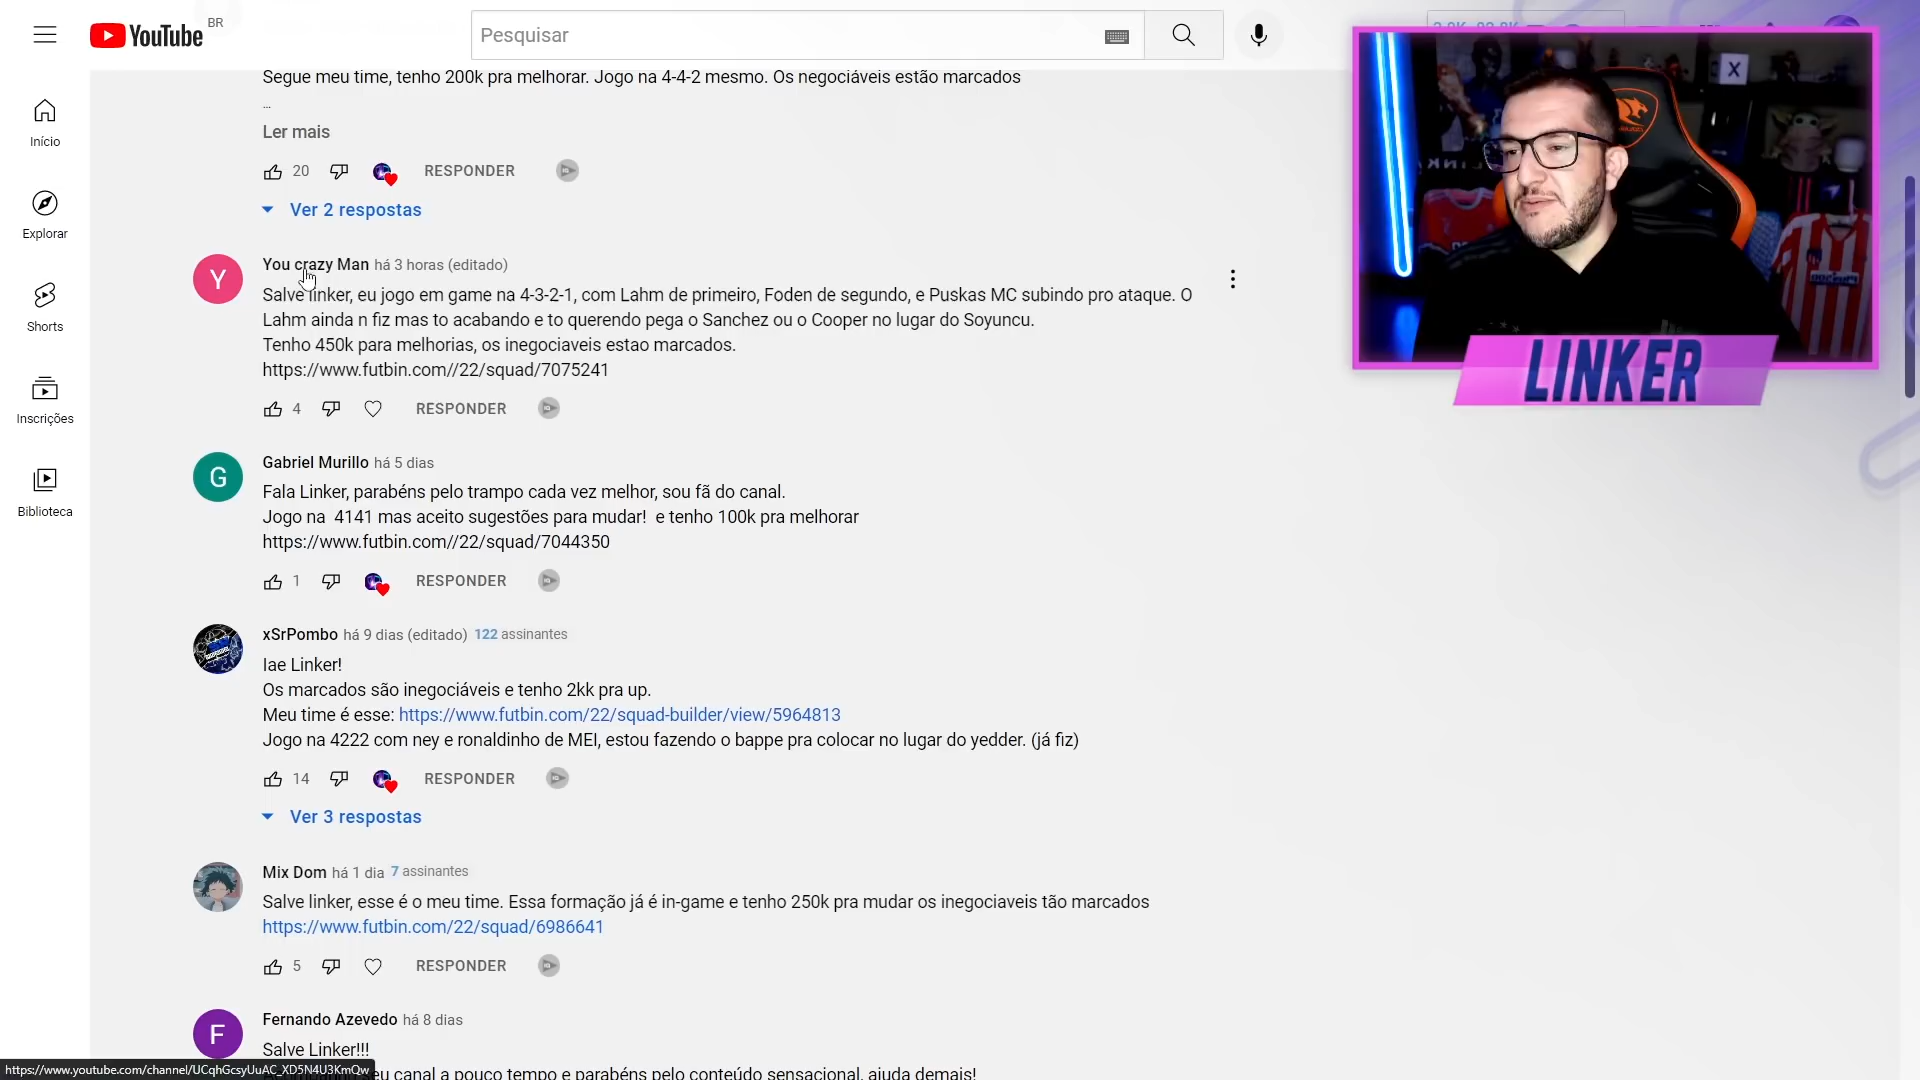 YouTube
BR
Pesquisar
Início
Explorar
Shorts
Inscrições
Biblioteca
Segue meu time, tenho 200k pra melhorar. Jogo na 4-4-2 mesmo. Os negociáveis estão marcados
...
Ler mais
20
RESPONDER
Ver 2 respostas
You crazy Man há 3 horas (editado)
Salve linker, eu jogo em game na 4-3-2-1, com Lahm de primeiro, Foden de segundo, e Puskas MC subindo pro ataque. O
Lahm ainda n fiz mas to acabando e to querendo pega o Sanchez ou o Cooper no lugar do Soyuncu.
Tenho 450k para melhorias, os inegociaveis estao marcados.
https://www.futbin.com//22/squad/7075241
4
RESPONDER
Gabriel Murillo há 5 dias
Fala Linker, parabéns pelo trampo cada vez melhor, sou fã do canal.
Jogo na 4141 mas aceito sugestões para mudar! e tenho 100k pra melhorar
https://www.futbin.com//22/squad/7044350
1
RESPONDER
xSrPombo há 9 dias (editado) 122 assinantes
Iae Linker!
Os marcados são inegociáveis e tenho 2kk pra up.
Meu time é esse: https://www.futbin.com/22/squad-builder/view/5964813
Jogo na 4222 com ney e ronaldinho de MEI, estou fazendo o bappe pra colocar no lugar do yedder. (já fiz)
14
RESPONDER
Ver 3 respostas
Mix Dom há 1 dia 7 assinantes
Salve linker, esse é o meu time. Essa formação já é in-game e tenho 250k pra mudar os inegociaveis tão marcados
https://www.futbin.com/22/squad/6986641
5
RESPONDER
Fernando Azevedo há 8 dias
Salve Linker!!!
seu canal a pouco tempo e parabéns pelo conteúdo sensacional, ajuda demais!
https://www.youtube.com/channel/UCqhGcsyUuAC_XD5N4U3KmQw
Y
G
F
X
LINKER